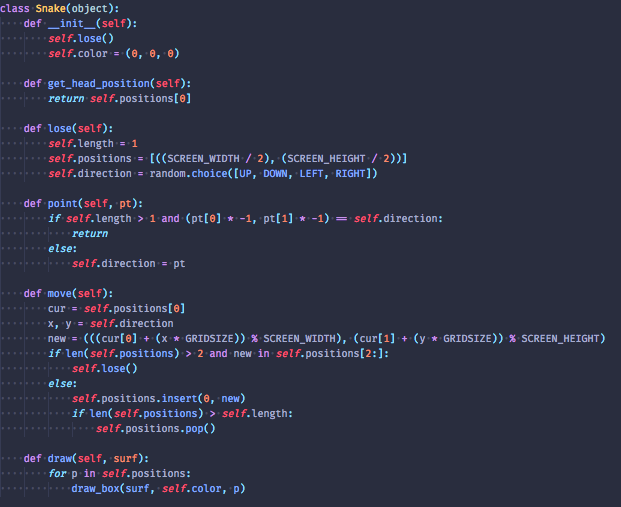 class Snake(object):
    def __init__(self):
        self.lose()
        self.color = (0, 0, 0)

    def get_head_position(self):
        return self.positions[0]

    def lose(self):
        self.length = 1
        self.positions = [((SCREEN_WIDTH / 2), (SCREEN_HEIGHT / 2))]
        self.direction = random.choice([UP, DOWN, LEFT, RIGHT])

    def point(self, pt):
        if self.length > 1 and (pt[0] * -1, pt[1] * -1) == self.direction:
            return
        else:
            self.direction = pt

    def move(self):
        cur = self.positions[0]
        x, y = self.direction
        new = (((cur[0] + (x * GRIDSIZE)) % SCREEN_WIDTH), (cur[1] + (y * GRIDSIZE)) % SCREEN_HEIGHT)
        if len(self.positions) > 2 and new in self.positions[2:]:
            self.lose()
        else:
            self.positions.insert(0, new)
            if len(self.positions) > self.length:
                self.positions.pop()

    def draw(self, surf):
        for p in self.positions:
            draw_box(surf, self.color, p)